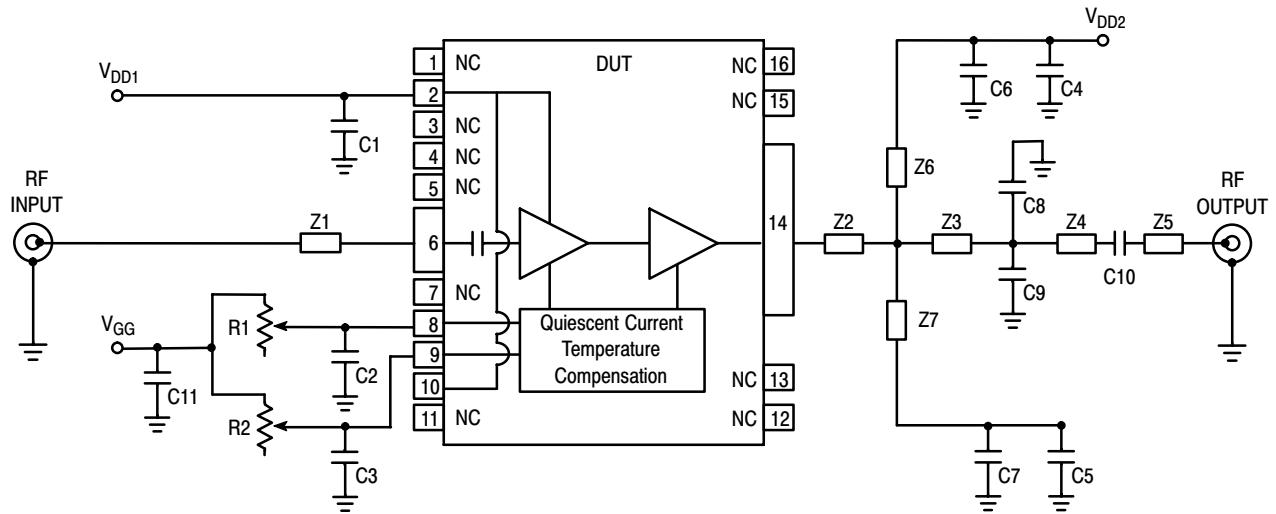 V_DD2
1 NC
DUT
NC 16
V_DD1
2
NC 15
C6
C4
3 NC
C1
4 NC
5 NC
Z6
RF
INPUT
C8
RF
OUTPUT
Z1
6
14
Z2
Z3
Z4
Z5
C10
7 NC
C9
V_GG
R1
8
Quiescent Current
Temperature
Compensation
Z7
C2
9
C11
10
NC 13
R2
11 NC
NC 12
C3
C7
C5